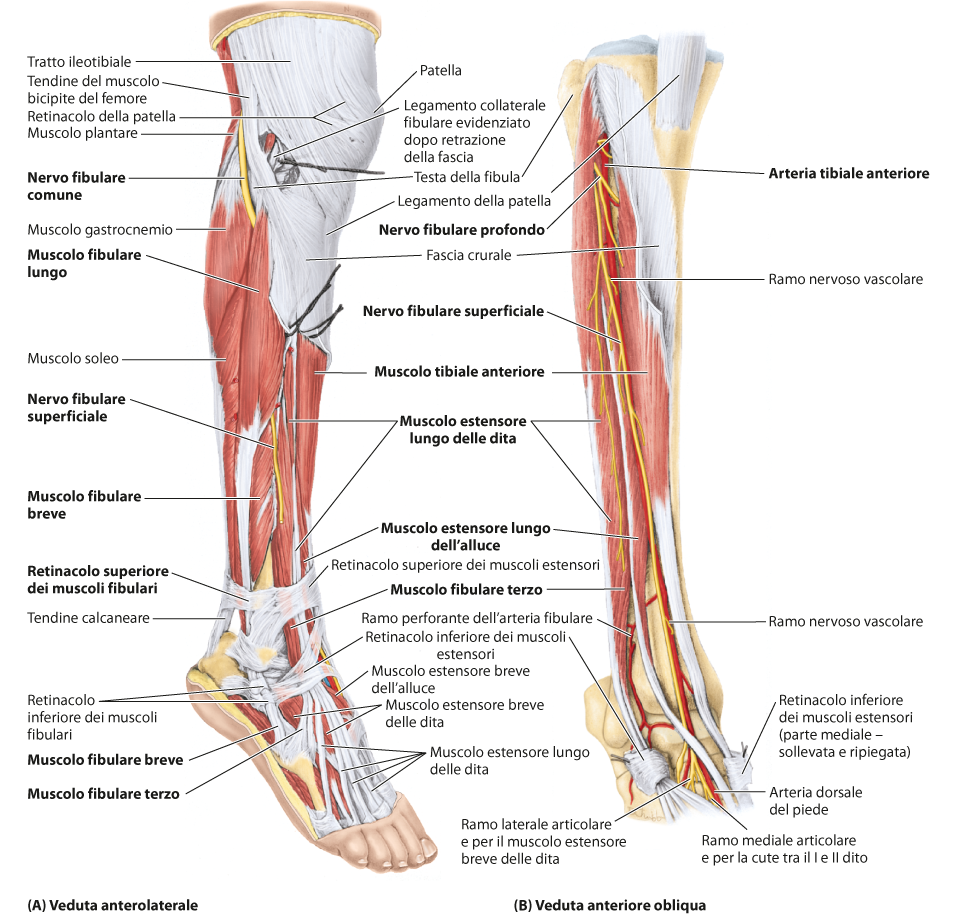 Tratto ileotibiale
Tendine del muscolo
bicipite del femore
Retinacolo della patella
Muscolo plantare
Nervo fibulare
comune
Muscolo gastrocnemio
Muscolo fibulare
lungo
Muscolo soleo
Nervo fibulare
superficiale
Muscolo fibulare
breve
Retinacolo superiore
dei muscoli fibulari
Tendine calcaneare
Retinacolo
inferiore dei muscoli
fibulari
Muscolo fibulare breve
Muscolo fibulare terzo
Patella
Legamento collaterale
fibulare evidenziato
dopo retrazione
della fascia
Testa della fibula
Legamento della patella
Nervo fibulare profondo
Fascia crurale
Nervo fibulare superficiale
Muscolo tibiale anteriore
Muscolo estensore
lungo delle dita
Muscolo estensore lungo
dell'alluce
Retinacolo superiore dei muscoli estensori
Muscolo fibulare terzo
Ramo perforante dell'arteria fibulare
Retinacolo inferiore dei muscoli
estensori
Muscolo estensore breve
dell'alluce
Muscolo estensore breve
delle dita
Muscolo estensore lungo
delle dita
Ramo laterale articolare
e per il muscolo estensore
breve delle dita
Arteria tibiale anteriore
Ramo nervoso vascolare
Ramo nervoso vascolare
Retinacolo inferiore
dei muscoli estensori
(parte mediale –
sollevata e ripiegata)
Arteria dorsale
del piede
Ramo mediale articolare
e per la cute tra il I e II dito
(A) Veduta anterolaterale
(B) Veduta anteriore obliqua